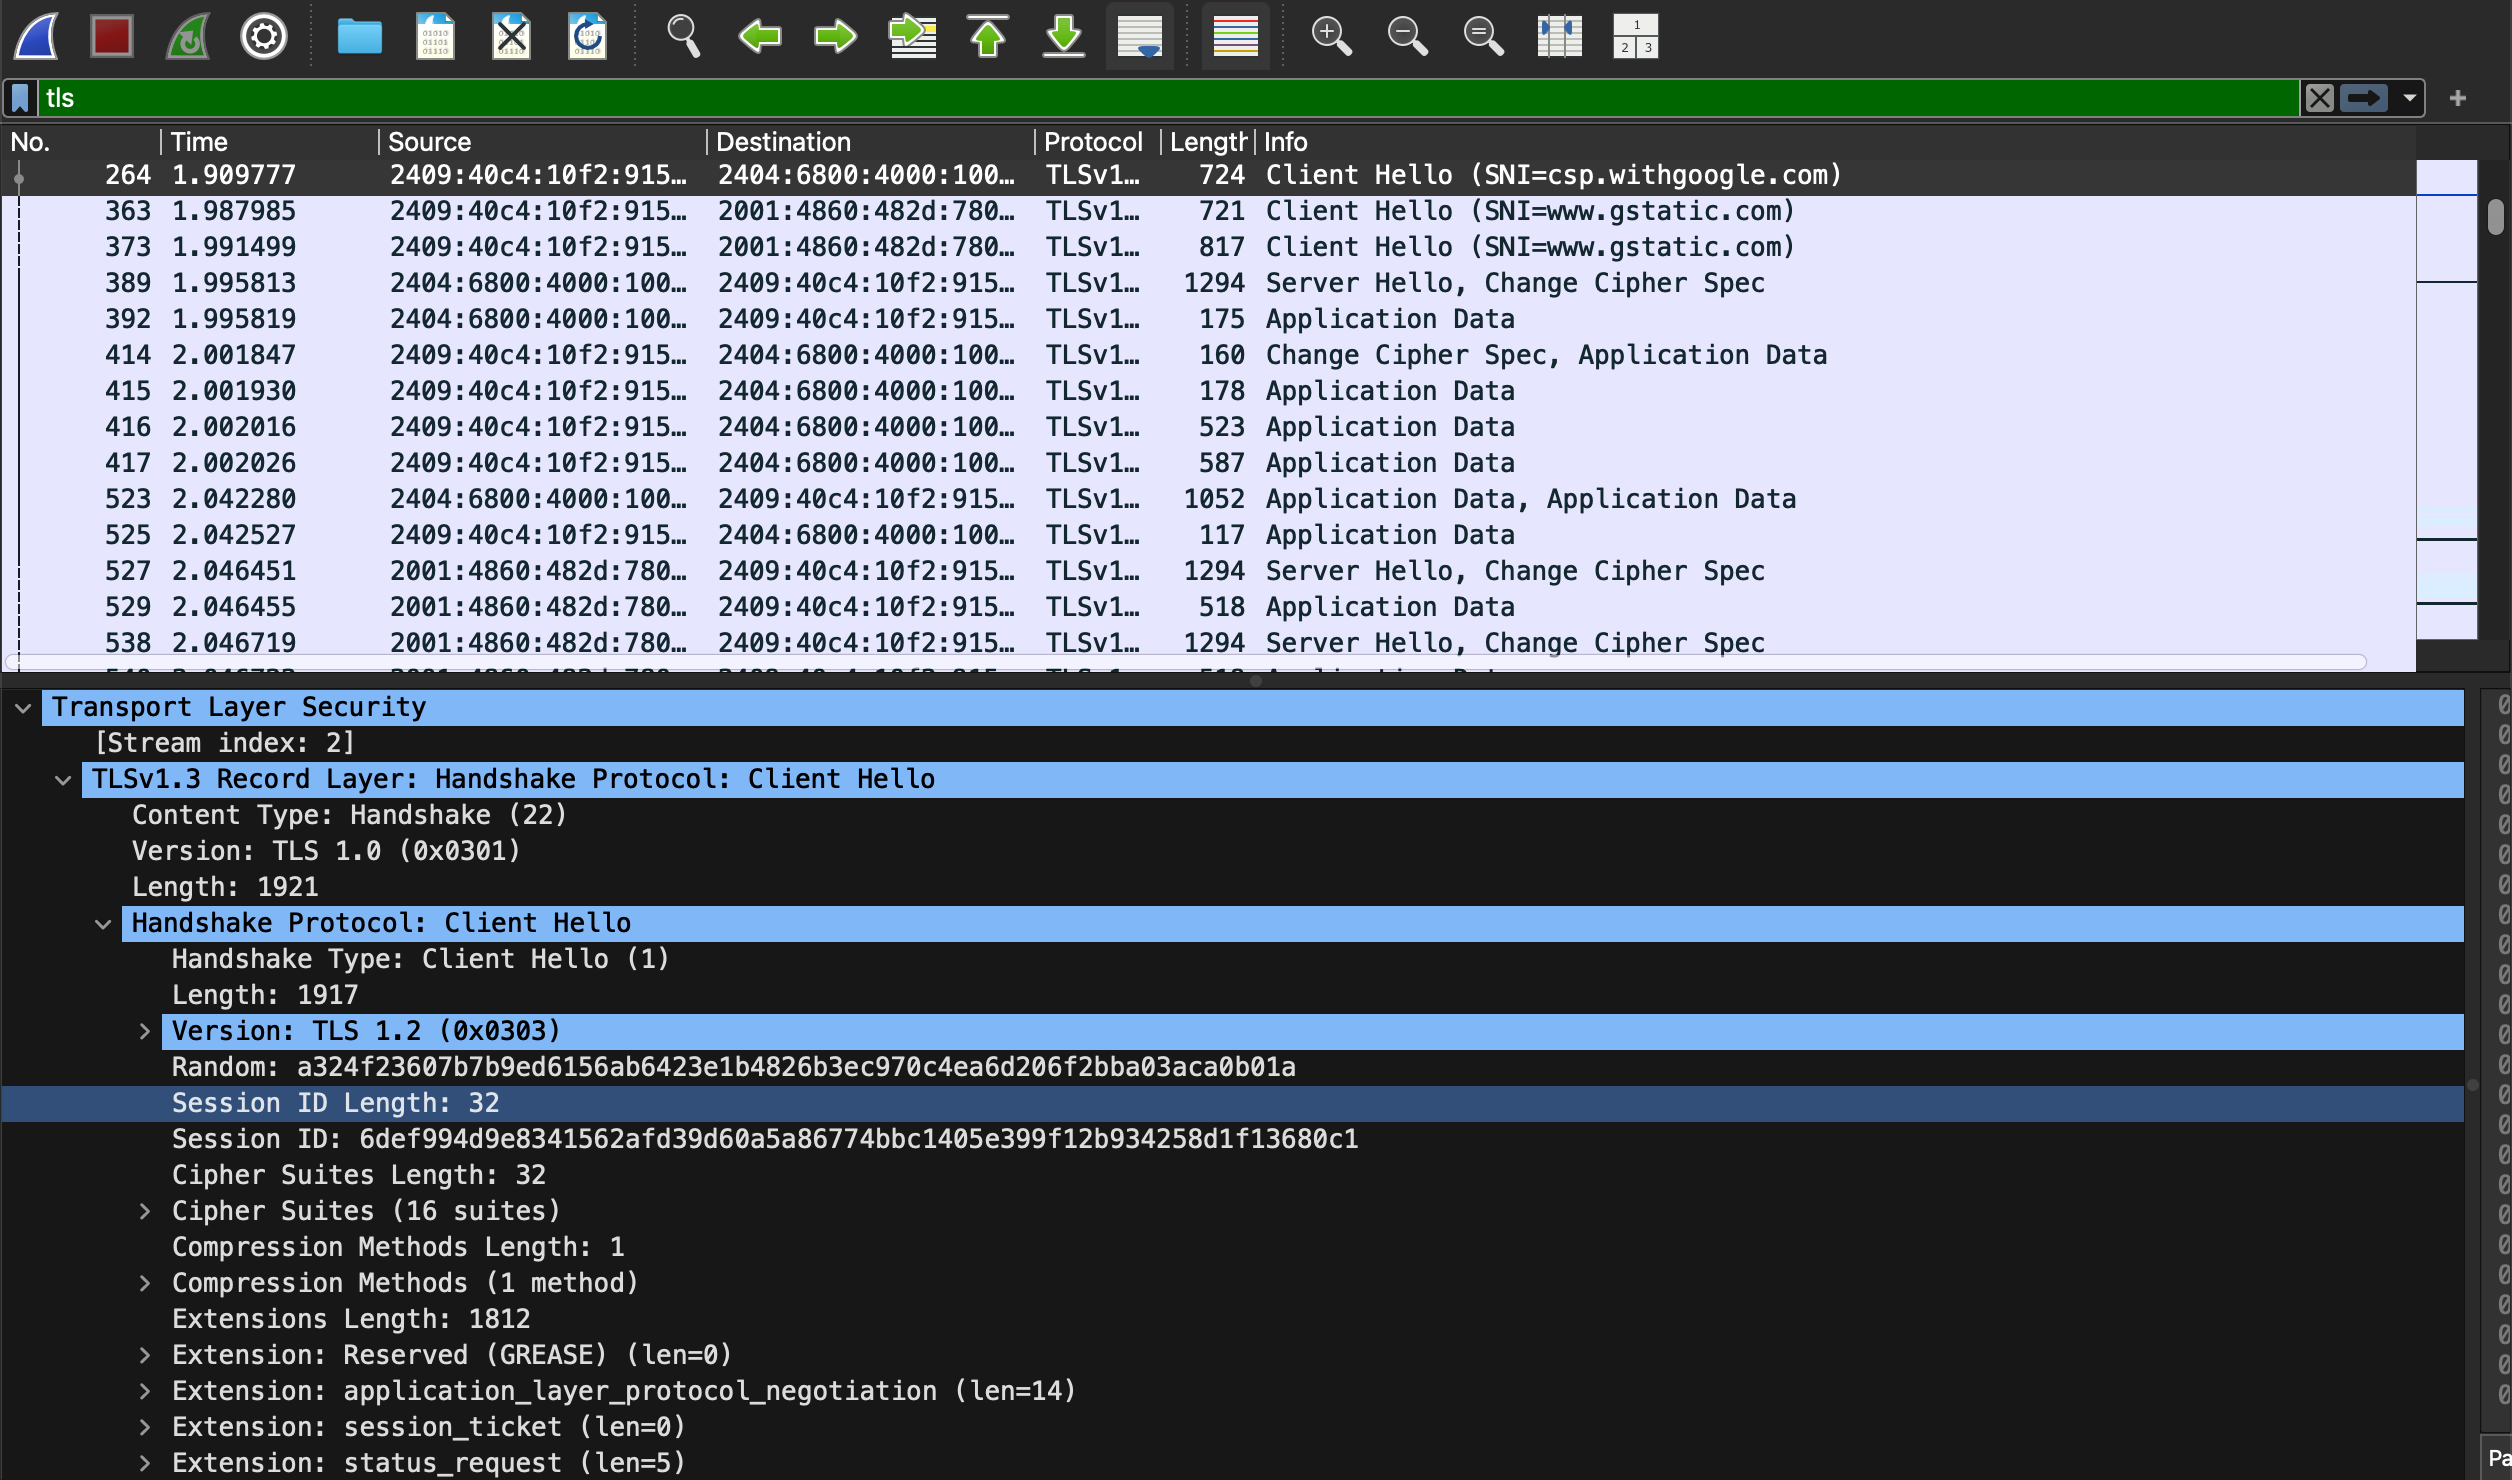 1
2 3
tls
No. Time Source Destination Protocol Length Info
264 1.909777 2409:40c4:10f2:915… 2404:6800:4000:100… TLSv1… 724 Client Hello (SNI=csp.withgoogle.com)
363 1.987985 2409:40c4:10f2:915… 2001:4860:482d:780… TLSv1… 721 Client Hello (SNI=www.gstatic.com)
373 1.991499 2409:40c4:10f2:915… 2001:4860:482d:780… TLSv1… 817 Client Hello (SNI=www.gstatic.com)
389 1.995813 2404:6800:4000:100… 2409:40c4:10f2:915… TLSv1… 1294 Server Hello, Change Cipher Spec
392 1.995819 2404:6800:4000:100… 2409:40c4:10f2:915… TLSv1… 175 Application Data
414 2.001847 2409:40c4:10f2:915… 2404:6800:4000:100… TLSv1… 160 Change Cipher Spec, Application Data
415 2.001930 2409:40c4:10f2:915… 2404:6800:4000:100… TLSv1… 178 Application Data
416 2.002016 2409:40c4:10f2:915… 2404:6800:4000:100… TLSv1… 523 Application Data
417 2.002026 2409:40c4:10f2:915… 2404:6800:4000:100… TLSv1… 587 Application Data
523 2.042280 2404:6800:4000:100… 2409:40c4:10f2:915… TLSv1… 1052 Application Data, Application Data
525 2.042527 2409:40c4:10f2:915… 2404:6800:4000:100… TLSv1… 117 Application Data
527 2.046451 2001:4860:482d:780… 2409:40c4:10f2:915… TLSv1… 1294 Server Hello, Change Cipher Spec
529 2.046455 2001:4860:482d:780… 2409:40c4:10f2:915… TLSv1… 518 Application Data
538 2.046719 2001:4860:482d:780… 2409:40c4:10f2:915… TLSv1… 1294 Server Hello, Change Cipher Spec
Transport Layer Security
[Stream index: 2]
TLSv1.3 Record Layer: Handshake Protocol: Client Hello
Content Type: Handshake (22)
Version: TLS 1.0 (0x0301)
Length: 1921
Handshake Protocol: Client Hello
Handshake Type: Client Hello (1)
Length: 1917
Version: TLS 1.2 (0x0303)
Random: a324f23607b7b9ed6156ab6423e1b4826b3ec970c4ea6d206f2bba03aca0b01a
Session ID Length: 32
Session ID: 6def994d9e8341562afd39d60a5a86774bbc1405e399f12b934258d1f13680c1
Cipher Suites Length: 32
Cipher Suites (16 suites)
Compression Methods Length: 1
Compression Methods (1 method)
Extensions Length: 1812
Extension: Reserved (GREASE) (len=0)
Extension: application_layer_protocol_negotiation (len=14)
Extension: session_ticket (len=0)
Extension: status_request (len=5)